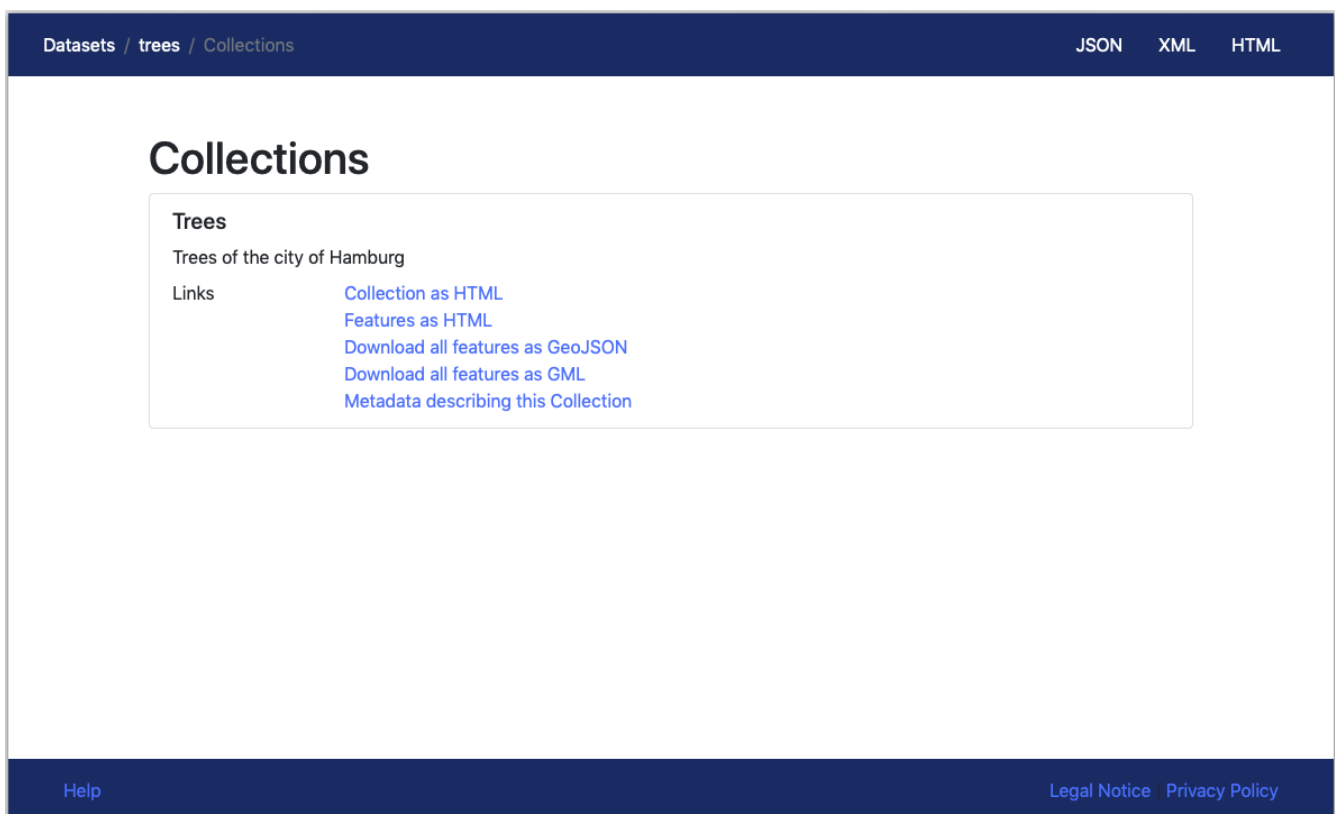 Datasets / trees / Collections JSON XML HTML
Collections
Trees
Trees of the city of Hamburg
Links Collection as HTML
Features as HTML
Download all features as GeoJSON
Download all features as GML
Metadata describing this Collection
Help Legal Notice | Privacy Policy